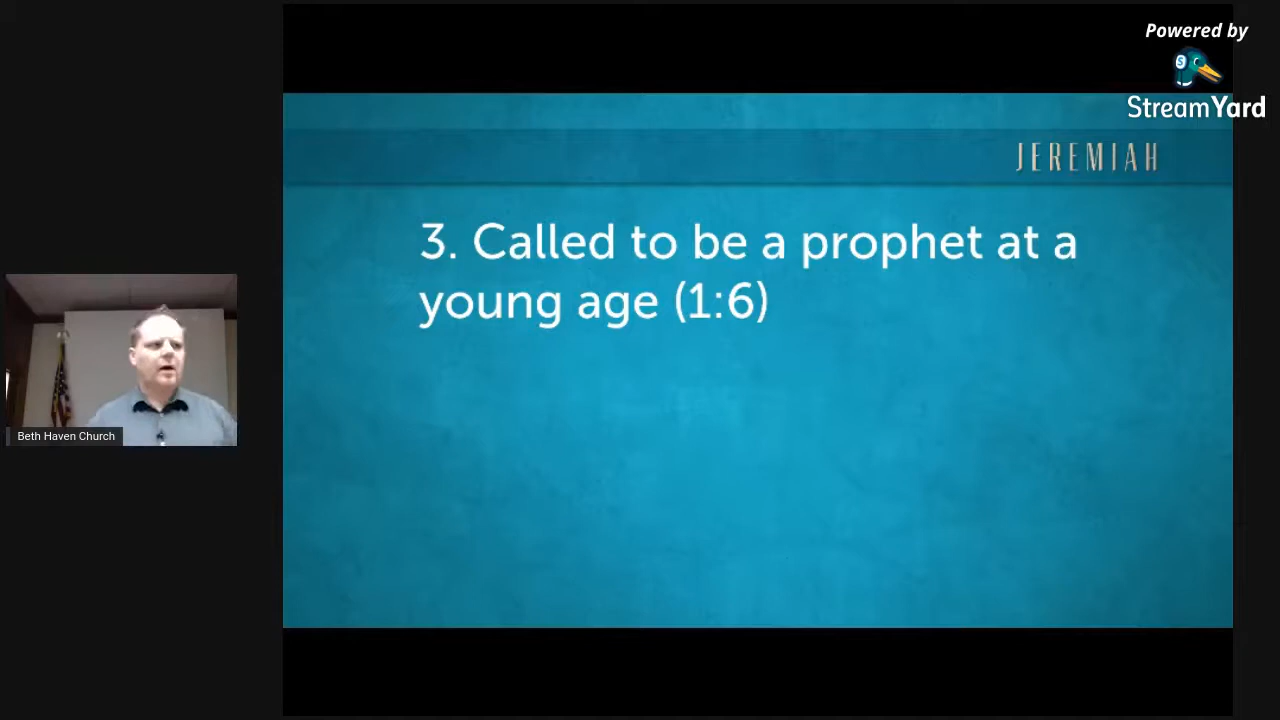 Powered by
StreamYard
JEREMIAH
3. Called to be a prophet at a
young age (1:6)
Beth Haven Church